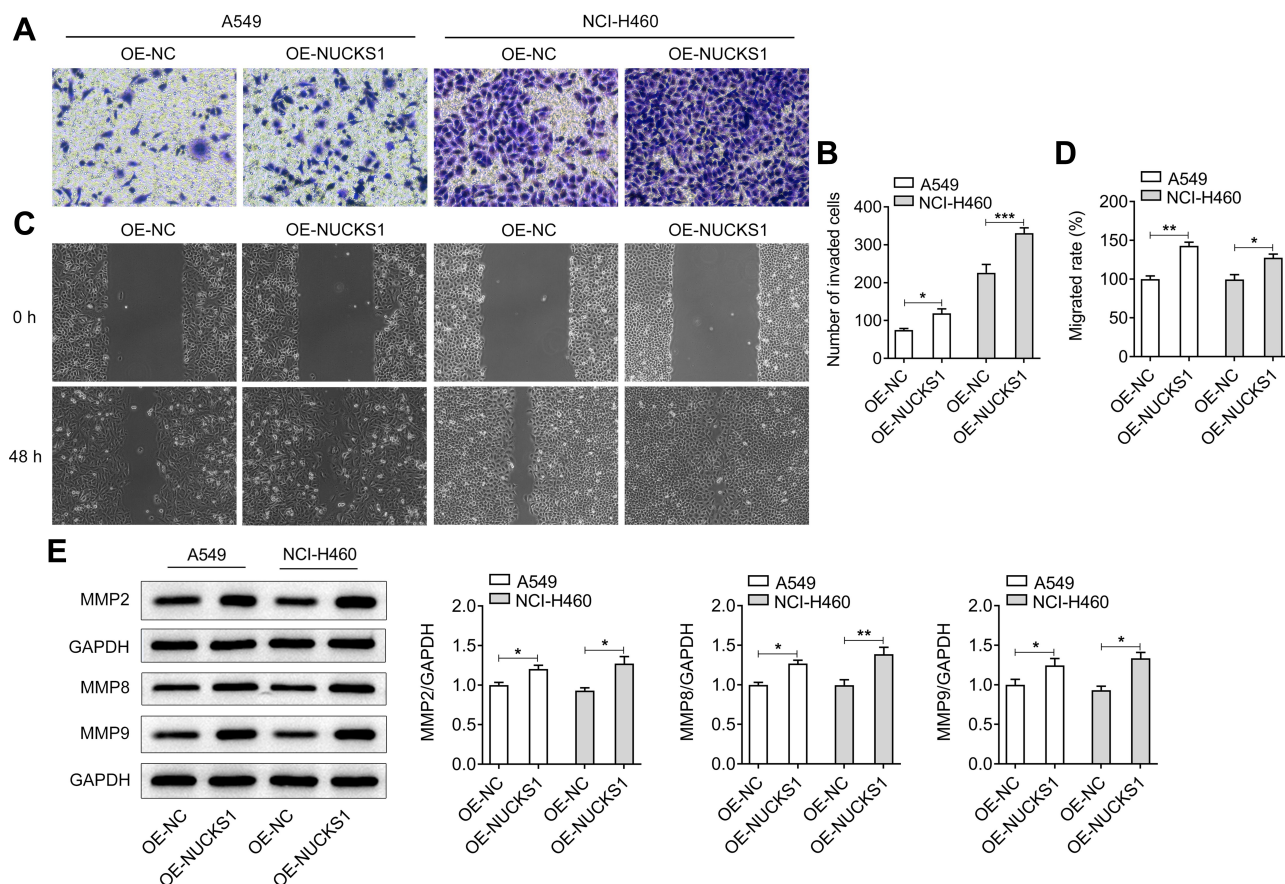 A
A549
NCI-H460
OE-NC
OE-NUCKS1
OE-NC
OE-NUCKS1
B
A549
NCI-H460
Number of invaded cells
400
300
200
100
0
*
***
OE-NC
OE-NUCKS1
OE-NC
OE-NUCKS1
C
OE-NC
OE-NUCKS1
OE-NC
OE-NUCKS1
0 h
48 h
D
A549
NCI-H460
Migrated rate (%)
200
150
100
50
0
**
*
OE-NC
OE-NUCKS1
OE-NC
OE-NUCKS1
E
A549
NCI-H460
MMP2
GAPDH
MMP8
MMP9
GAPDH
OE-NC
OE-NUCKS1
OE-NC
OE-NUCKS1
A549
NCI-H460
MMP2/GAPDH
2.0
1.5
1.0
0.5
0.0
*
*
OE-NC
OE-NUCKS1
OE-NC
OE-NUCKS1
A549
NCI-H460
MMP8/GAPDH
2.0
1.5
1.0
0.5
0.0
*
**
OE-NC
OE-NUCKS1
OE-NC
OE-NUCKS1
A549
NCI-H460
MMP9/GAPDH
2.0
1.5
1.0
0.5
0.0
*
*
OE-NC
OE-NUCKS1
OE-NC
OE-NUCKS1